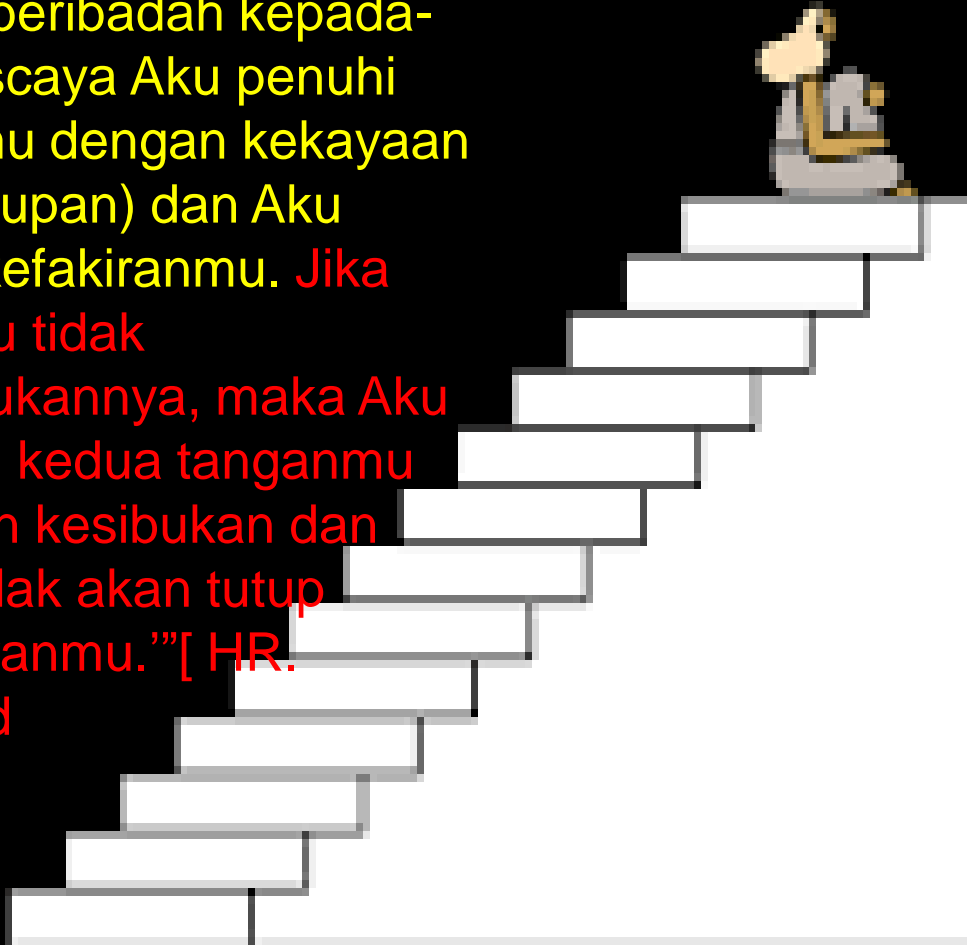 beribadah kepada-
scaya Aku penuhi
mu dengan kekayaan
upan) dan Aku
kefakiranmu. Jika
u tidak
ukannya, maka Aku
kedua tanganmu
n kesibukan dan
dak akan tutup
anmu.’”[ HR.
d